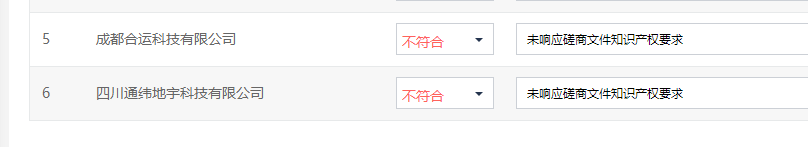 5 成都合运科技有限公司 不符合 未响应磋商文件知识产权要求
6 四川通纬地宇科技有限公司 不符合 未响应磋商文件知识产权要求